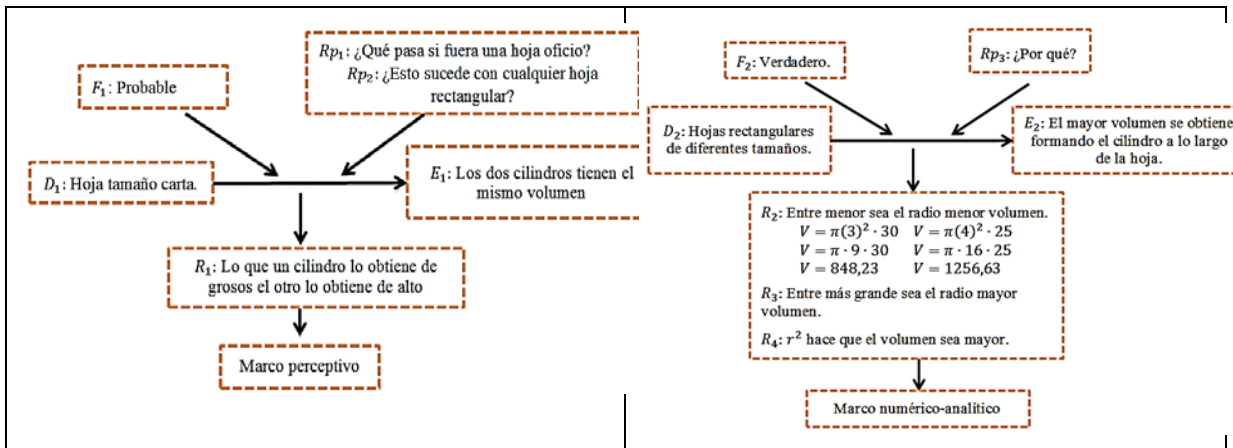 Rp₁: ¿Qué pasa si fuera una hoja oficio?
Rp₂: ¿Esto sucede con cualquier hoja
rectangular?
F₁: Probable
D₁: Hoja tamaño carta.
E₁: Los dos cilindros tienen el
mismo volumen
R₁: Lo que un cilindro lo obtiene de
grosos el otro lo obtiene de alto
Marco perceptivo
Rp₃: ¿Por qué?
F₂: Verdadero.
D₂: Hojas rectangulares
de diferentes tamaños.
E₂: El mayor volumen se obtiene
formando el cilindro a lo largo
de la hoja.
R₂: Entre menor sea el radio menor volumen.
V = π(3)² · 30 V = π(4)² · 25
V = π · 9 · 30 V = π · 16 · 25
V = 848,23 V = 1256,63
R₃: Entre más grande sea el radio mayor
volumen.
R₄: r² hace que el volumen sea mayor.
Marco numérico-analítico